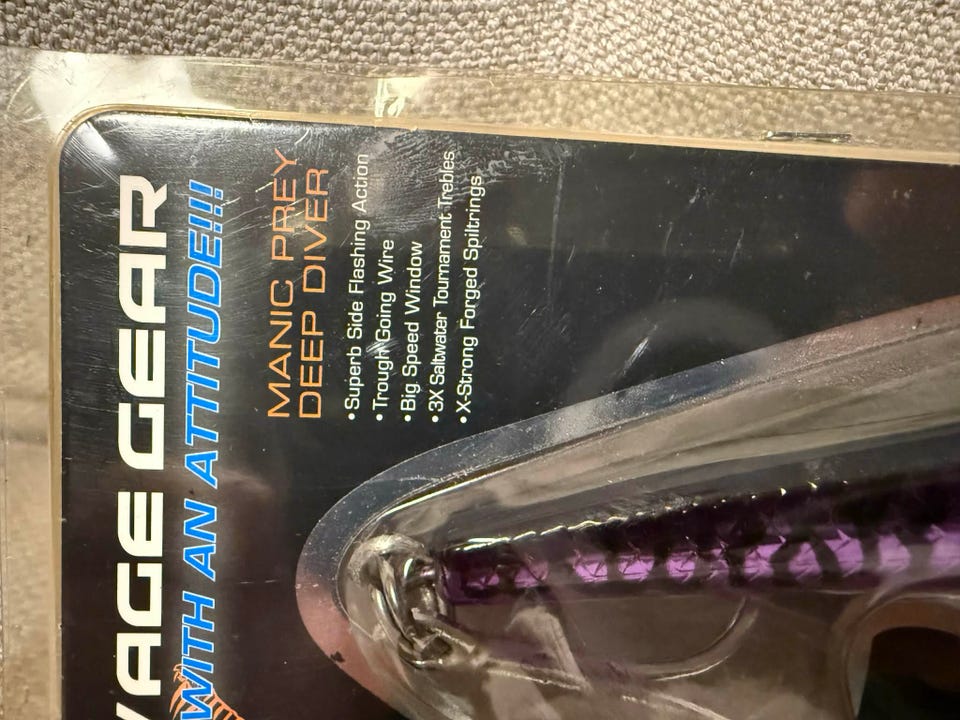 VAGE GEAR
WITH AN ATTITUDE!!!
MANIC PREY
DEEP DIVER
• Superb Side Flashing Action
• Trough Going Wire
• Big Speed Window
• 3X Saltwater Tournament Trebles
• X-Strong Forged Splitrings